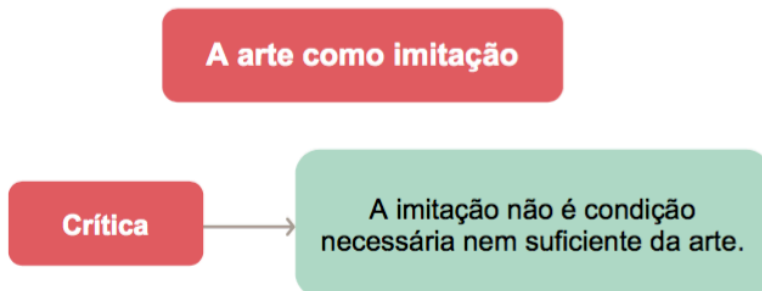 A arte como imitação
Crítica
A imitação não é condição
necessária nem suficiente da arte.